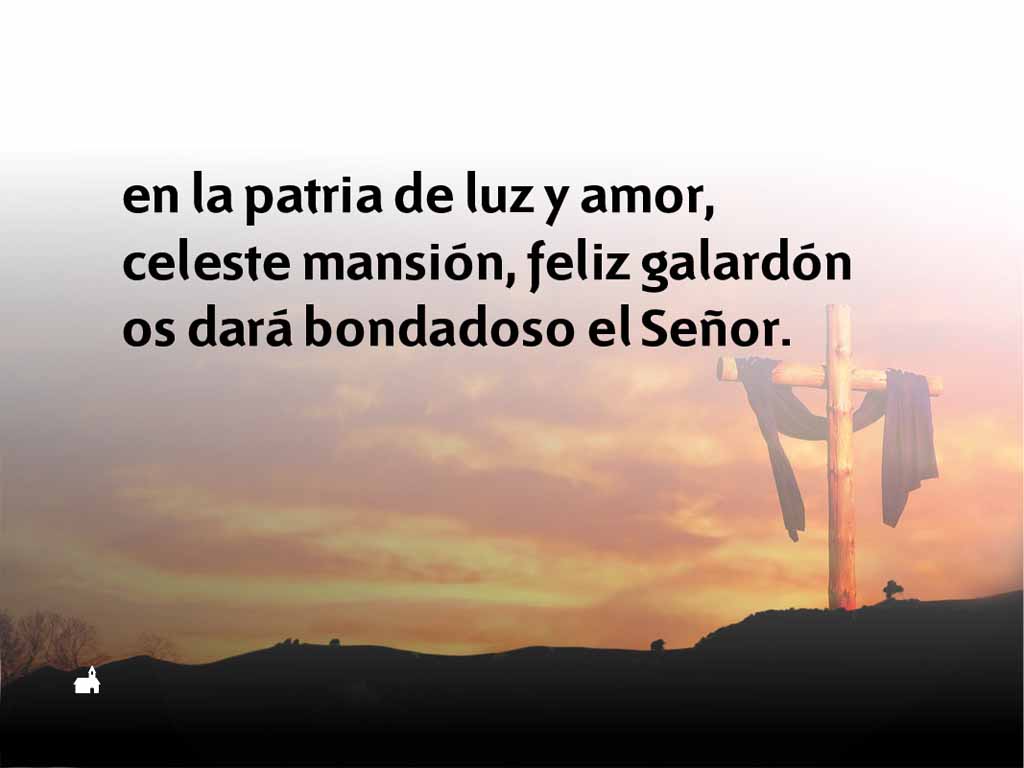 en la patria de luz y amor,
celeste mansión, feliz galardón
os dará bondadoso el Señor.